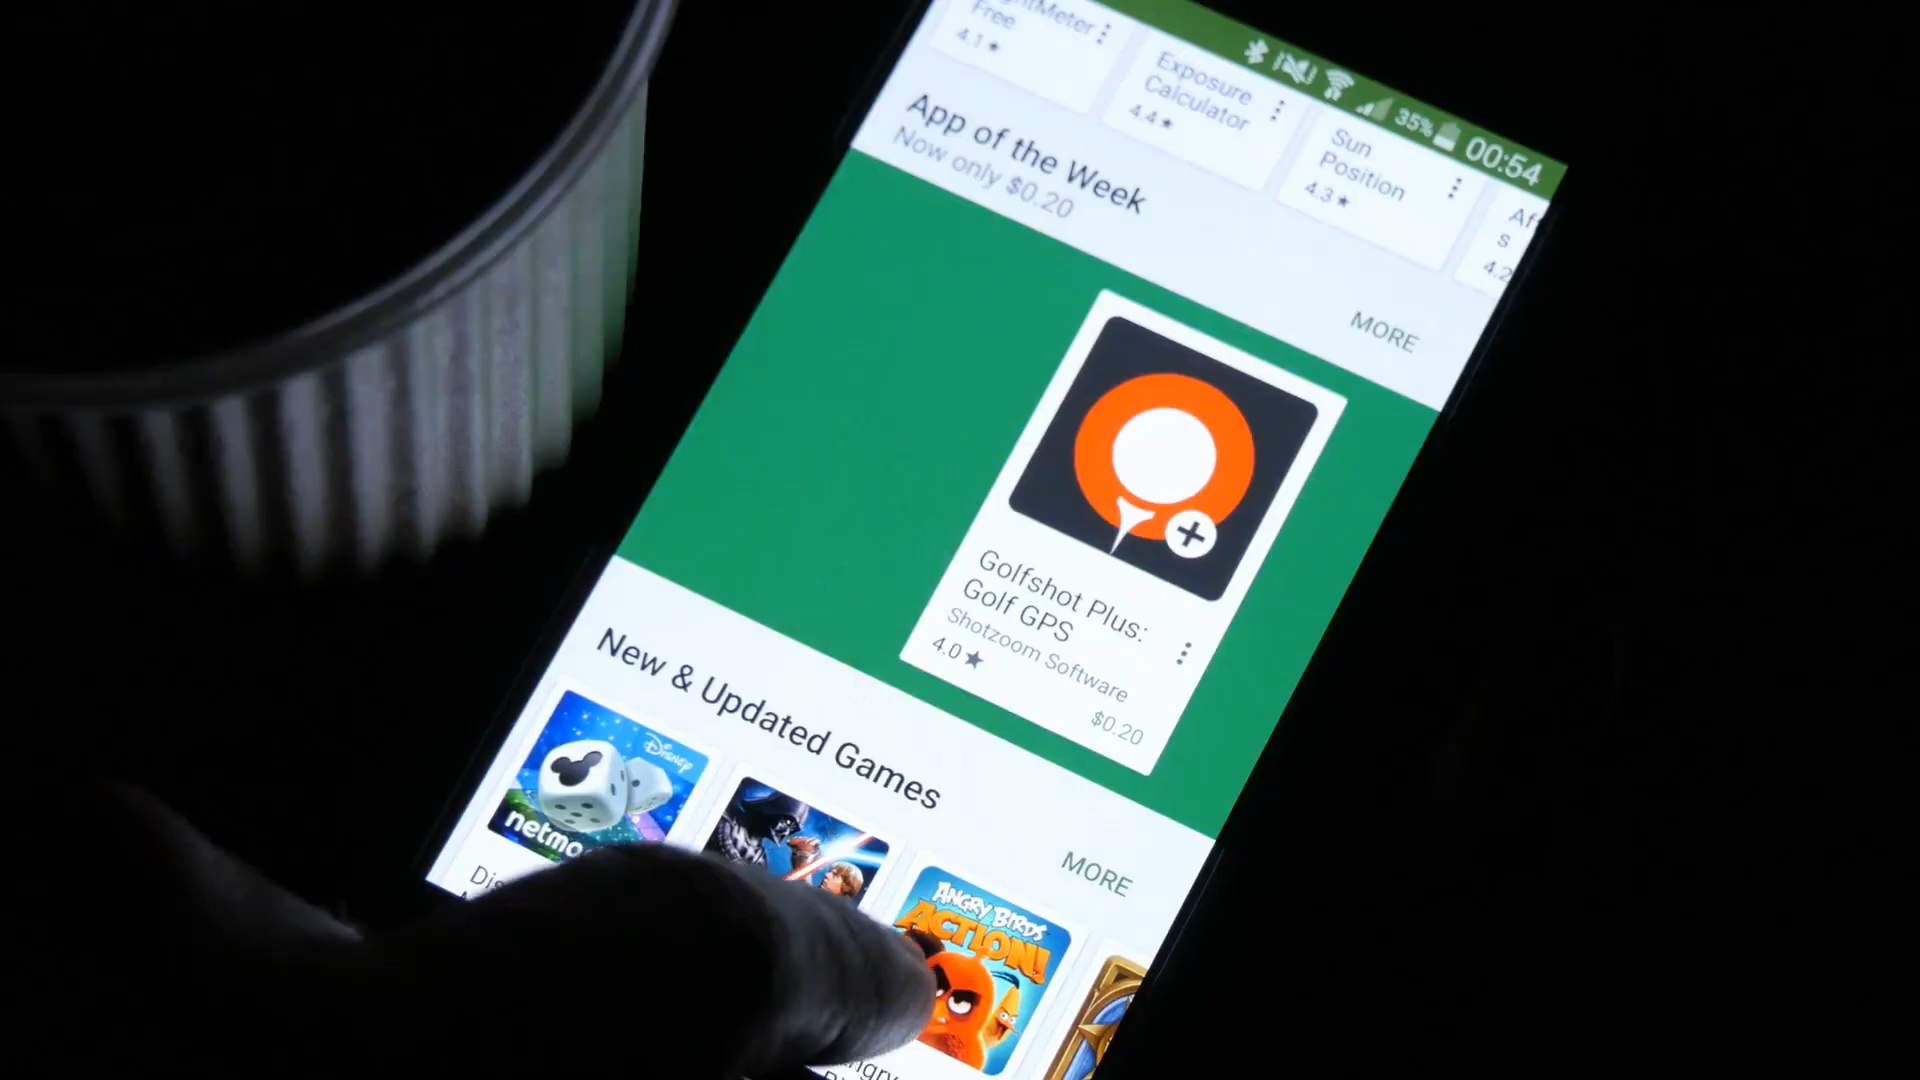 35% 00:54
Free
4.1★
Exposure
Calculator
4.4★
Sun
Position
4.3★
s
4.2
App of the Week
Now only $0.20
MORE
Golfshot Plus:
Golf GPS
Shotzoom Software
4.0★
$0.20
New & Updated Games
MORE
Disney
ANGRY BIRDS
ACTION!